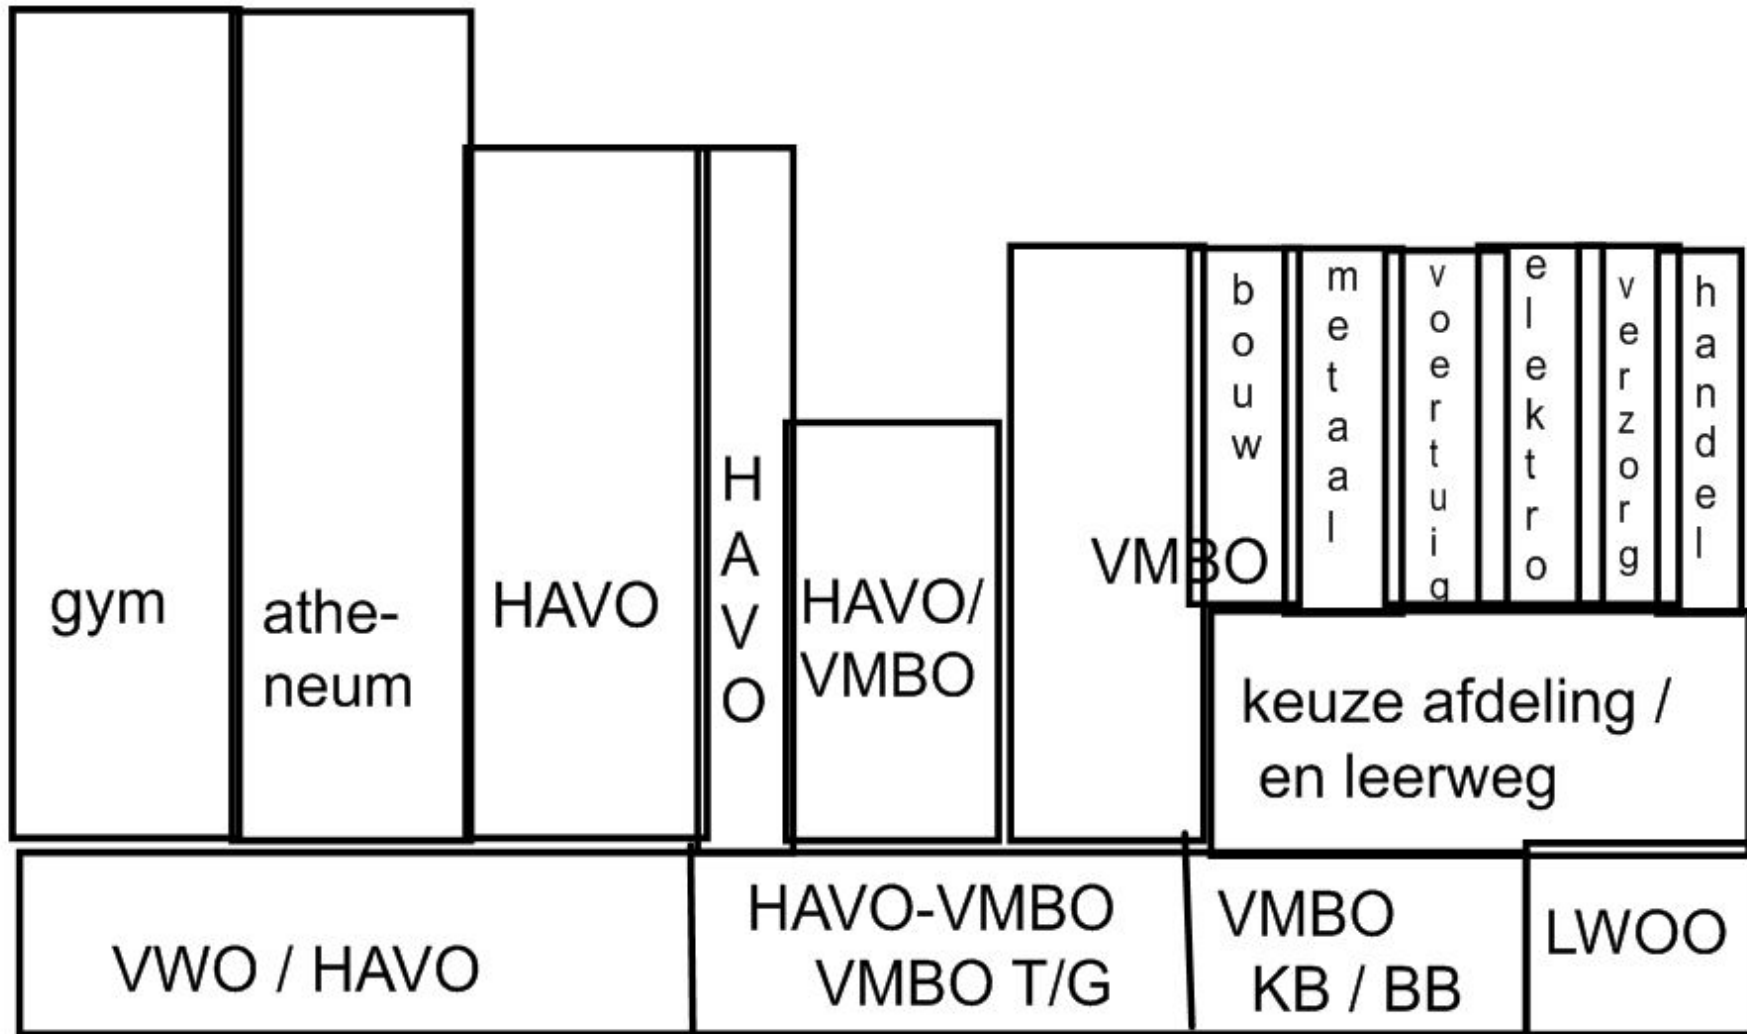 gym
athe-
neum
HAVO
HAVO
HAVO/
VMBO
VMBO
bouw
metaal
voertuig
elektro
verzorg
handel
keuze afdeling /
en leerweg
VWO / HAVO
HAVO-VMBO
VMBO T/G
VMBO
KB / BB
LWOO